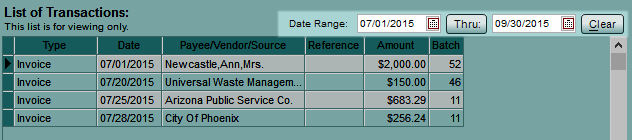 List of Transactions:
This list is for viewing only.
Date Range: 07/01/2015 Thru: 09/30/2015 Clear
Type Date Payee/Vendor/Source Reference Amount Batch
Invoice 07/01/2015 Newcastle,Ann,Mrs. $2,000.00 52
Invoice 07/20/2015 Universal Waste Managem... $150.00 46
Invoice 07/25/2015 Arizona Public Service Co. $683.29 11
Invoice 07/28/2015 City Of Phoenix $256.24 11